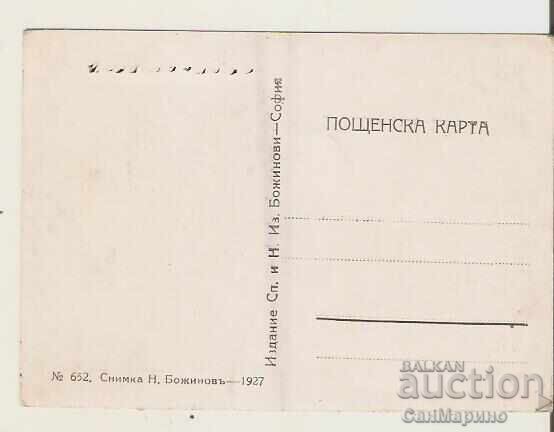 ПОЩЕНСКА КАРТА
Издание Сп. и Н. Из. Божинови—София
№ 652. Снимка Н. Божиновъ—1927
BALKAN
auction
СанМарино